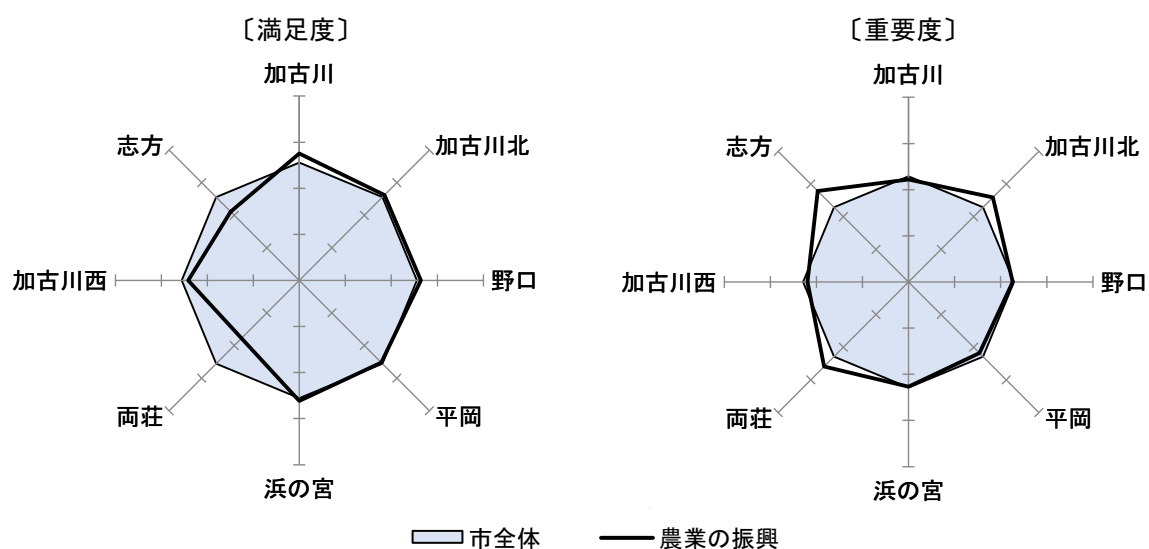 〔満足度〕
加古川
加古川北
野口
平岡
浜の宮
両荘
加古川西
志方
〔重要度〕
加古川
加古川北
野口
平岡
浜の宮
両荘
加古川西
志方
市全体
農業の振興